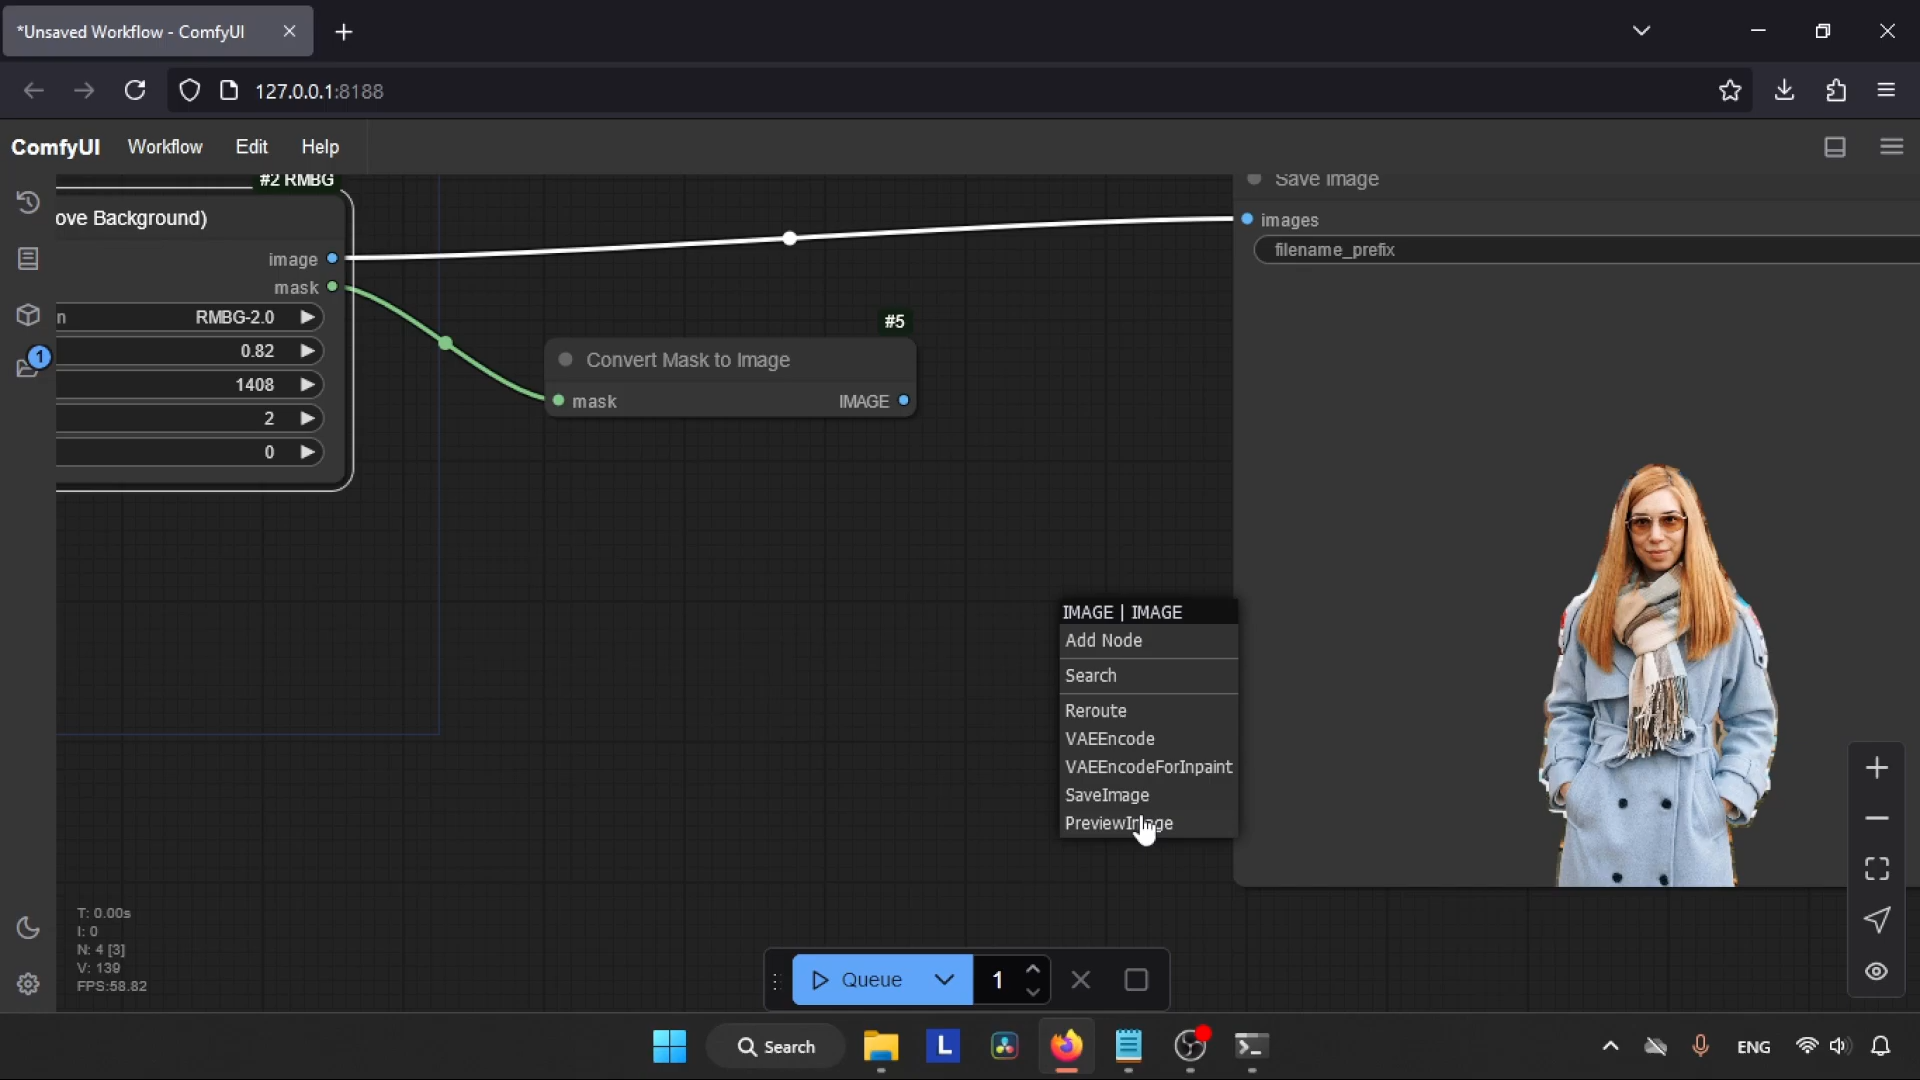 *Unsaved Workflow - ComfyUI
127.0.0.1:8188
ComfyUI Workflow Edit Help
#2 RMBG
ove Background)
image
mask
n RMBG-2.0
0.82
1408
2
0
1
#5
Convert Mask to Image
mask IMAGE
Save Image
images
filename_prefix
IMAGE | IMAGE
Add Node
Search
Reroute
VAEEncode
VAEEncodeForInpaint
SaveImage
PreviewImage
T: 0.00s
I: 0
N: 4 [3]
V: 139
FPS:58.82
Queue 1
Search
L
ENG